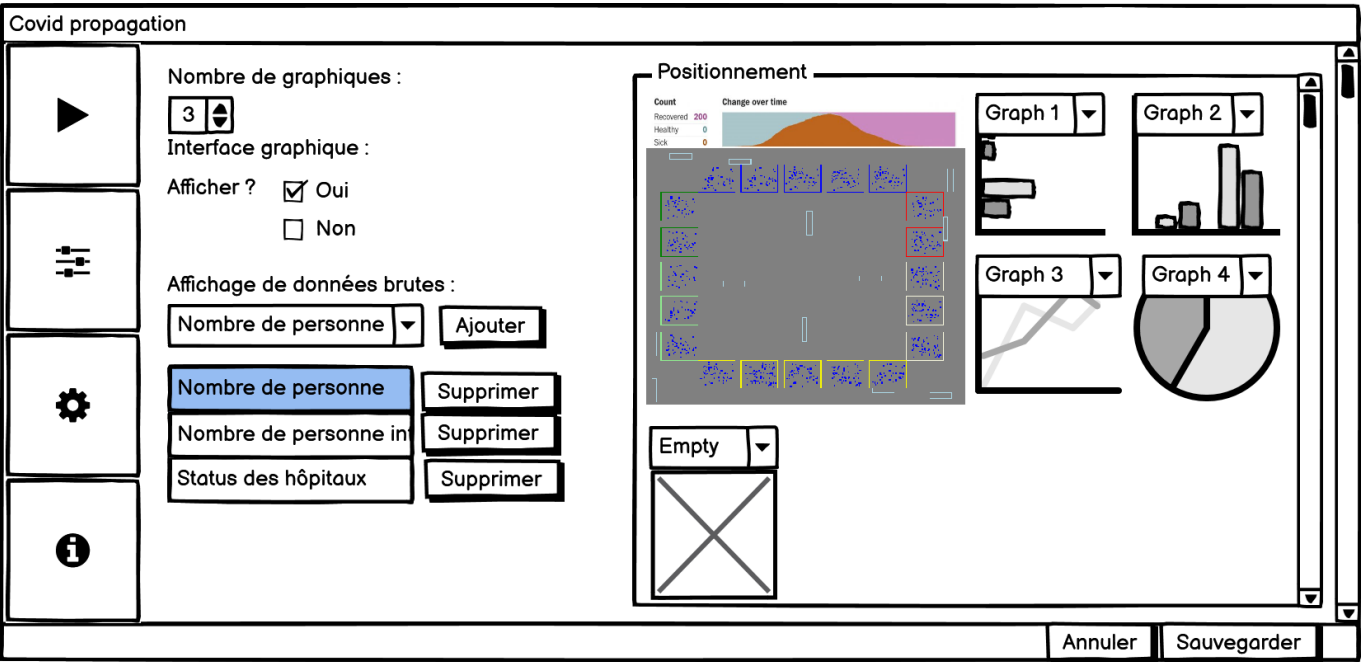 Covid propagation
Nombre de graphiques :
3
Interface graphique :
Afficher ?
Oui
Non
Affichage de données brutes :
Nombre de personne
Ajouter
Nombre de personne
Supprimer
Nombre de personne in
Supprimer
Status des hôpitaux
Supprimer
Positionnement
Count
Change over time
Recovered 200
Healthy 0
Sick 0
Graph 1
Graph 2
Graph 3
Graph 4
Empty
Annuler
Sauvegarder